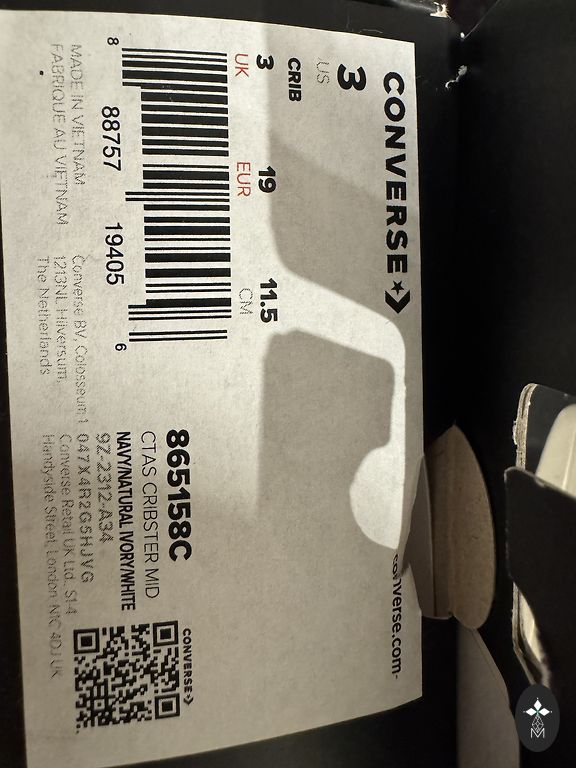 CONVERSE
3
US
CRIB
3
UK
19
EUR
11.5
CM
8 88757 19405 6
MADE IN VIETNAM
FABRIQUE AU VIETNAM
865158C
CTAS CRIBSTER MID
NAVY/NATURAL IVORY/WHITE
9Z-2312-A34
047X4R2G5HJVG
Converse BV, Colosseum 1
1213NL Hilversum,
The Netherlands
Converse Retail UK Ltd., S1.4
Handyside Street, London, N1C 4DJ UK
CONVERSE
converse.com
M